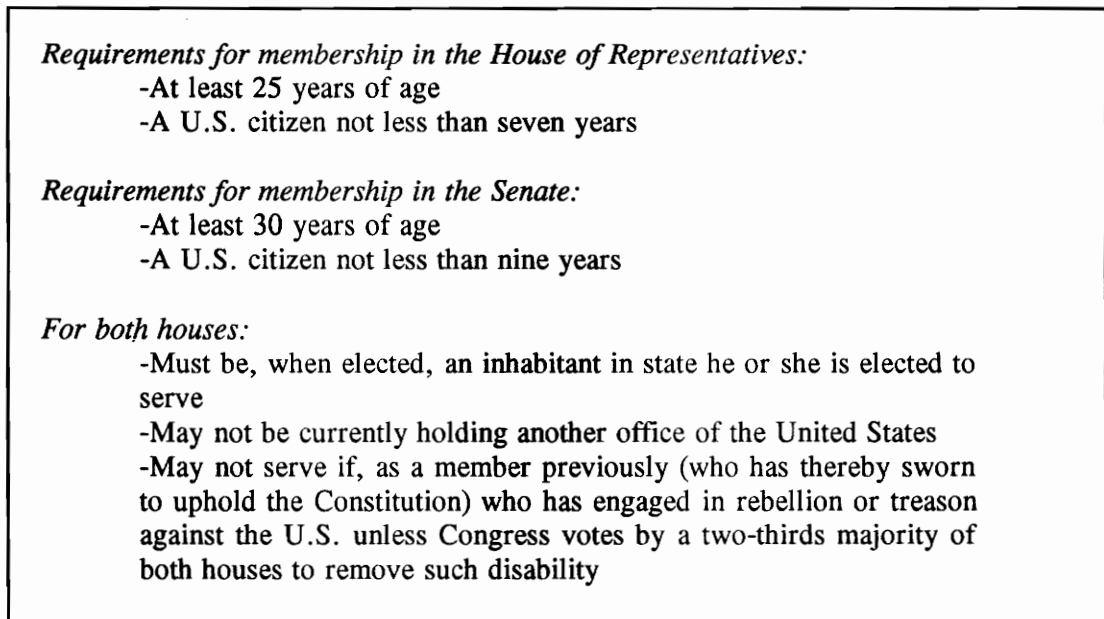 Requirements for membership in the House of Representatives:
-At least 25 years of age
-A U.S. citizen not less than seven years
Requirements for membership in the Senate:
-At least 30 years of age
-A U.S. citizen not less than nine years
For both houses:
-Must be, when elected, an inhabitant in state he or she is elected to
serve
-May not be currently holding another office of the United States
-May not serve if, as a member previously (who has thereby sworn
to uphold the Constitution) who has engaged in rebellion or treason
against the U.S. unless Congress votes by a two-thirds majority of
both houses to remove such disability